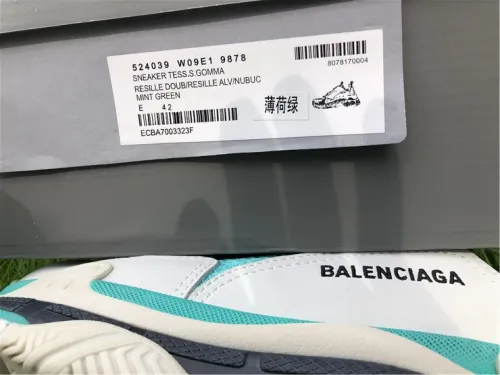 524039 W09E1 9878
SNEAKER TESS.S.GOMMA
RESILLE DOUB/RESILLE ALV/NUBUC
MINT GREEN
E 42
ECBA7003323F
8078170004
薄荷绿
BALENCIAGA